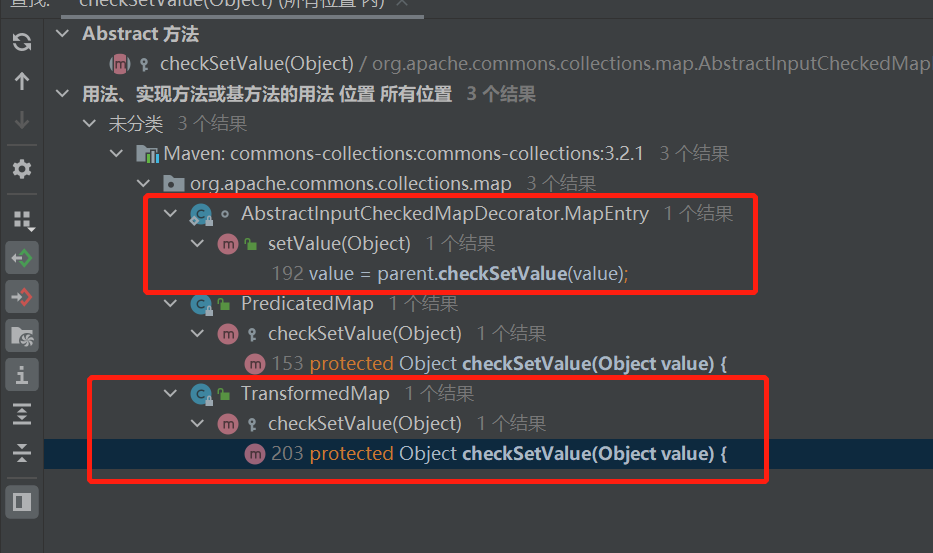 查找: checkSetValue(Object) (所有位置 内) ×
Abstract 方法
m checkSetValue(Object) / org.apache.commons.collections.map.AbstractInputCheckedMap
用法、实现方法或基方法的用法 位置 所有位置 3 个结果
未分类 3 个结果
Maven: commons-collections:commons-collections:3.2.1 3 个结果
org.apache.commons.collections.map 3 个结果
C AbstractInputCheckedMapDecorator.MapEntry 1 个结果
m setValue(Object) 1 个结果
192 value = parent.checkSetValue(value);
C PredicatedMap 1 个结果
m checkSetValue(Object) 1 个结果
m 153 protected Object checkSetValue(Object value) {
C TransformedMap 1 个结果
m checkSetValue(Object) 1 个结果
m 203 protected Object checkSetValue(Object value) {